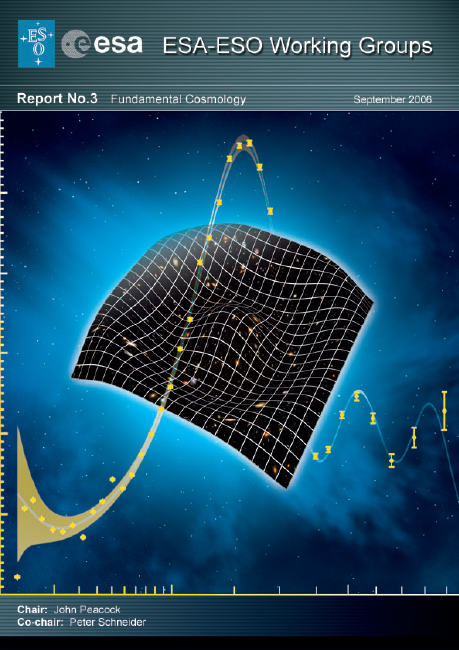 ES
O
esa
ESA-ESO Working Groups
Report No.3 Fundamental Cosmology
September 2006
Chair: John Peacock
Co-chair: Peter Schneider